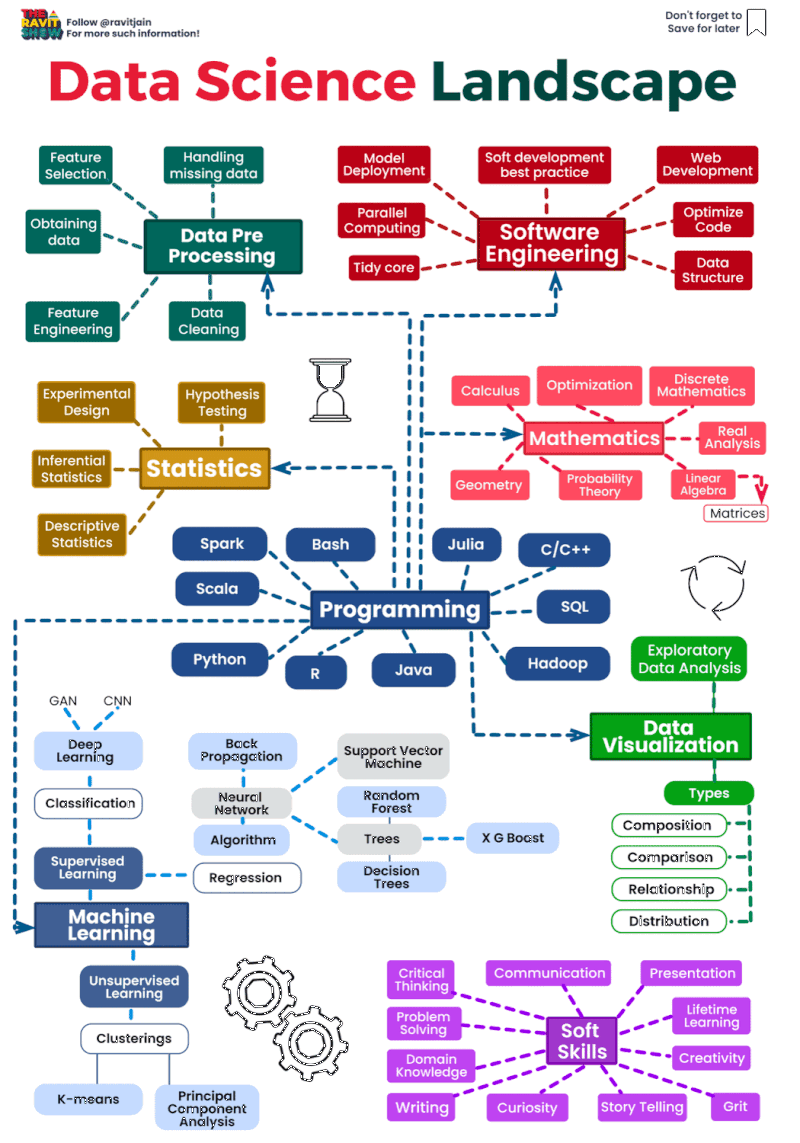 THE
RAVIT
SHOW
Follow @ravitjain
For more such information!
Don't forget to
Save for later
Data Science Landscape
Feature
Selection
Handling
missing data
Obtaining
data
Data Pre
Processing
Feature
Engineering
Data
Cleaning
Model
Deployment
Soft development
best practice
Web
Development
Parallel
Computing
Software
Engineering
Optimize
Code
Tidy core
Data
Structure
Experimental
Design
Hypothesis
Testing
Inferential
Statistics
Statistics
Descriptive
Statistics
Calculus
Optimization
Discrete
Mathematics
Mathematics
Real
Analysis
Geometry
Probability
Theory
Linear
Algebra
Matrices
Spark
Bash
Julia
C/C++
Scala
Programming
SQL
Python
R
Java
Hadoop
Exploratory
Data Analysis
Data
Visualization
Types
Composition
Comparison
Relationship
Distribution
GAN
CNN
Deep
Learning
Classification
Supervised
Learning
Regression
Machine
Learning
Unsupervised
Learning
Clusterings
K-means
Principal
Component
Analysis
Back
Propagation
Neural
Network
Algorithm
Support Vector
Machine
Random
Forest
Trees
X G Boast
Decision
Trees
Critical
Thinking
Communication
Presentation
Problem
Solving
Soft
Skills
Lifetime
Learning
Domain
Knowledge
Creativity
Writing
Curiosity
Story Telling
Grit